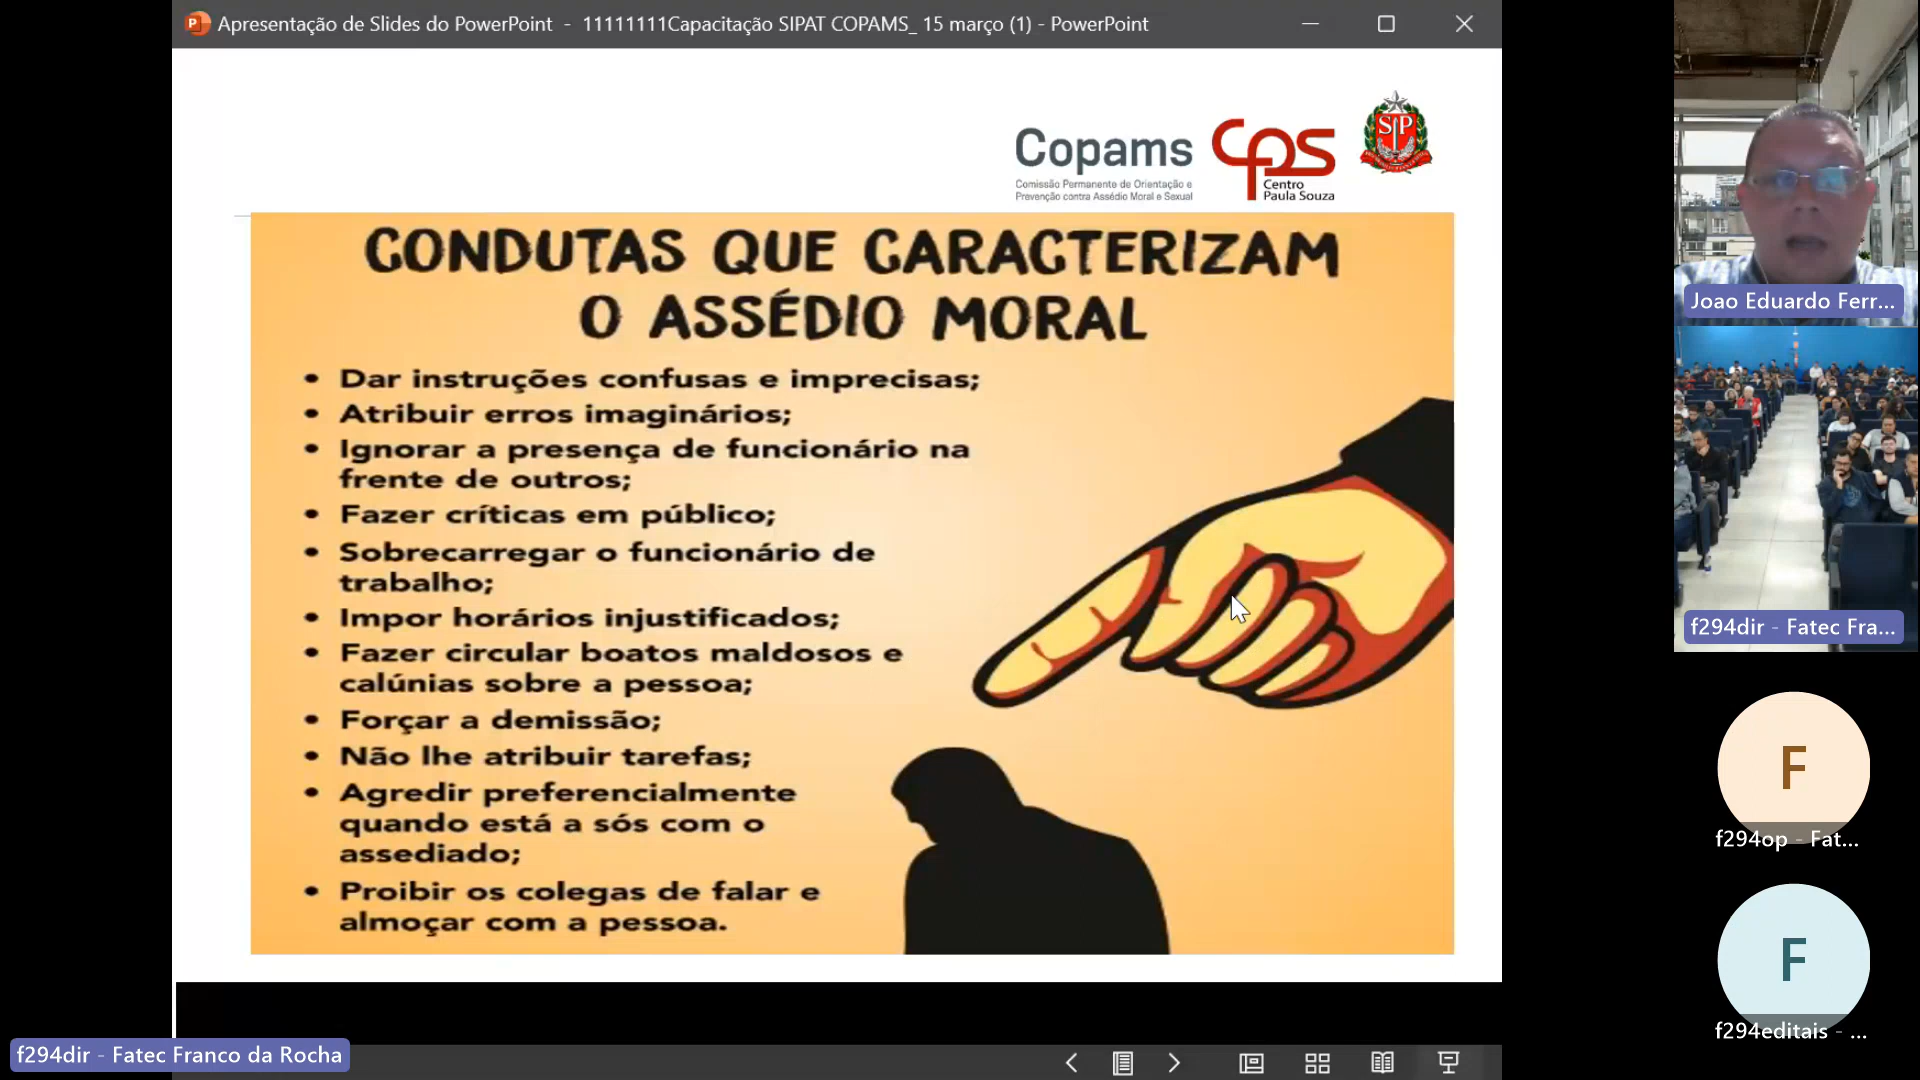 Apresentação de Slides do PowerPoint - 11111111Capacitação SIPAT COPAMS_ 15 março (1) - PowerPoint
Copams
Comissão Permanente de Orientação e
Prevenção contra Assédio Moral e Sexual
cps
Centro
Paula Souza
SP
CONDUTAS QUE CARACTERIZAM
O ASSÉDIO MORAL
• Dar instruções confusas e imprecisas;
• Atribuir erros imaginários;
• Ignorar a presença de funcionário na
frente de outros;
• Fazer críticas em público;
• Sobrecarregar o funcionário de
trabalho;
• Impor horários injustificados;
• Fazer circular boatos maldosos e
calúnias sobre a pessoa;
• Forçar a demissão;
• Não lhe atribuir tarefas;
• Agredir preferencialmente
quando está a sós com o
assediado;
• Proibir os colegas de falar e
almoçar com a pessoa.
Joao Eduardo Ferr...
f294dir - Fatec Fra...
F
f294op - Fat...
F
f294editais - ...
f294dir - Fatec Franco da Rocha